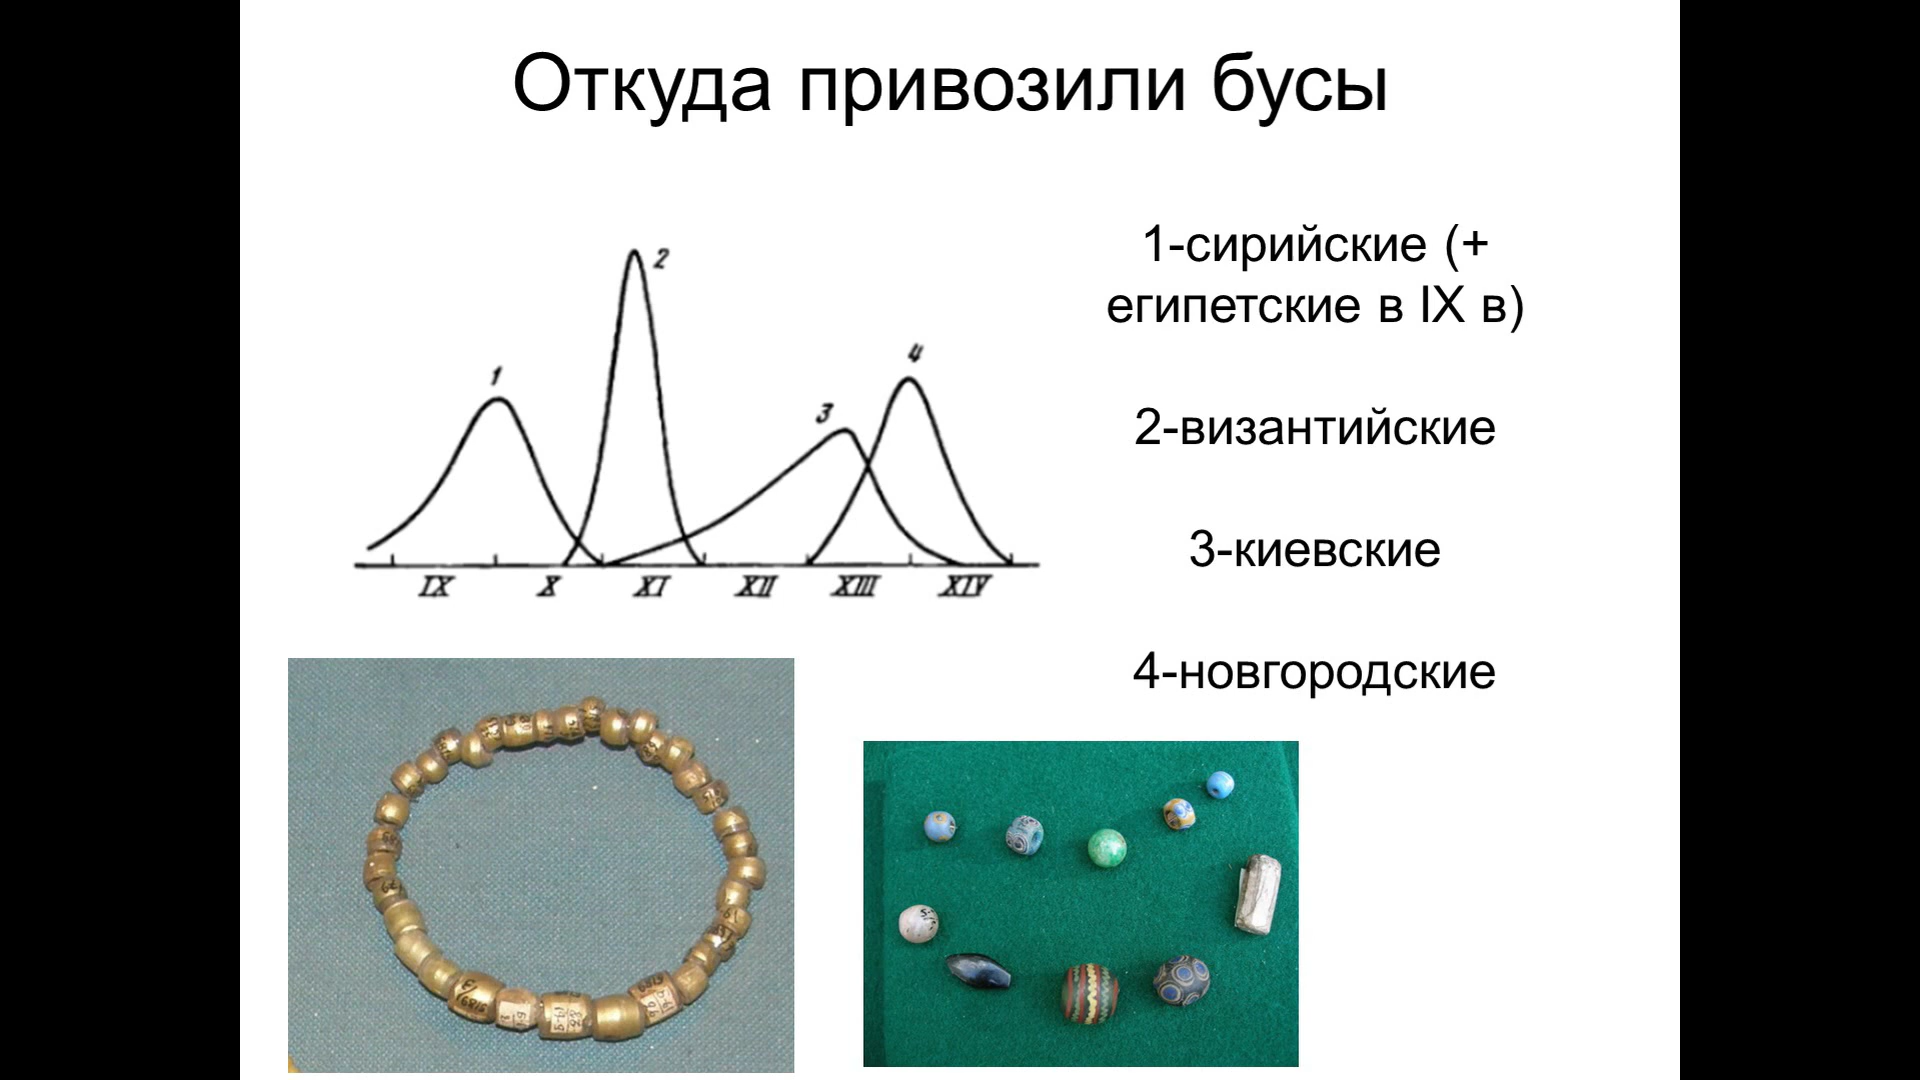 Откуда привозили бусы
1-сирийские (+
египетские в IX в)
2-византийские
3-киевские
4-новгородские
2
4
1
3
IX X XI XII XIII XIV